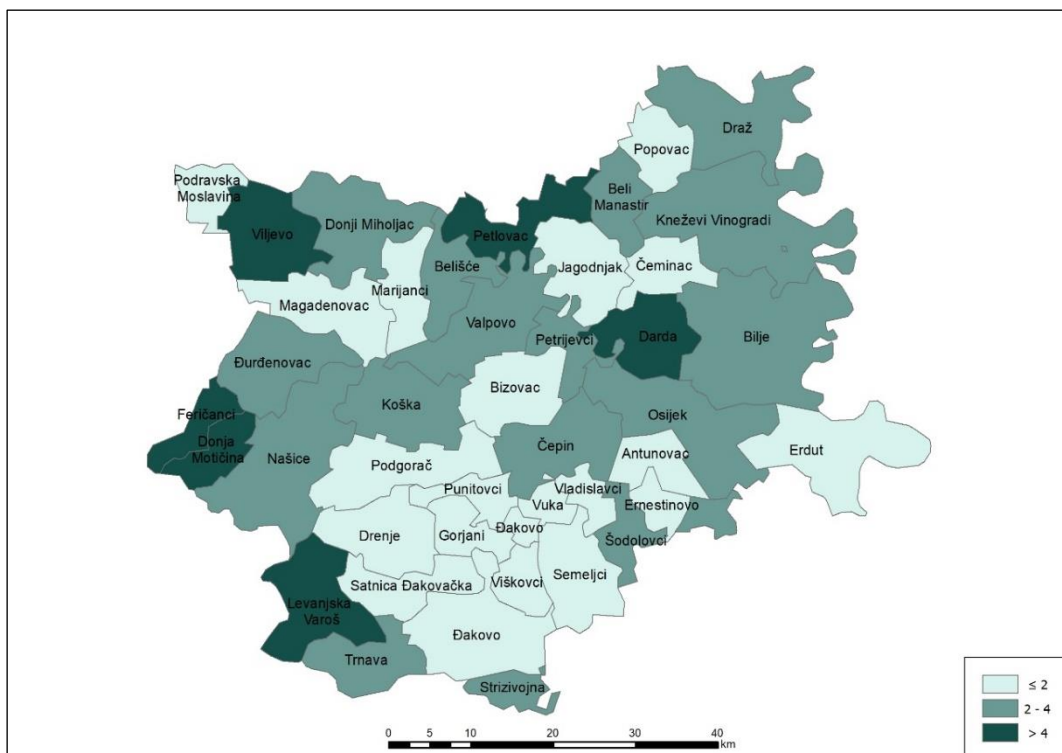 Draž
Popovac
Podravska
Moslavina
Beli
Manastir
Kneževi Vinogradi
Donji Miholjac
Viljevo
Petlovac
Belišće
Jagodnjak
Čeminac
Marijanci
Magadenovac
Valpovo
Petrijevci
Darda
Bilje
Đurđenovac
Bizovac
Koška
Feričanci
Osijek
Donja
Motičina
Našice
Čepin
Antunovac
Erdut
Podgorač
Punitovci
Vladislavci
Vuka
Ernestinovo
Drenje
Gorjani
Đakovo
Šodolovci
Semeljci
Satnica Đakovačka
Viškovci
Levanjska
Varoš
Đakovo
Trnava
Strizivojna
≤ 2
2 - 4
> 4
0 5 10 20 30 40
km